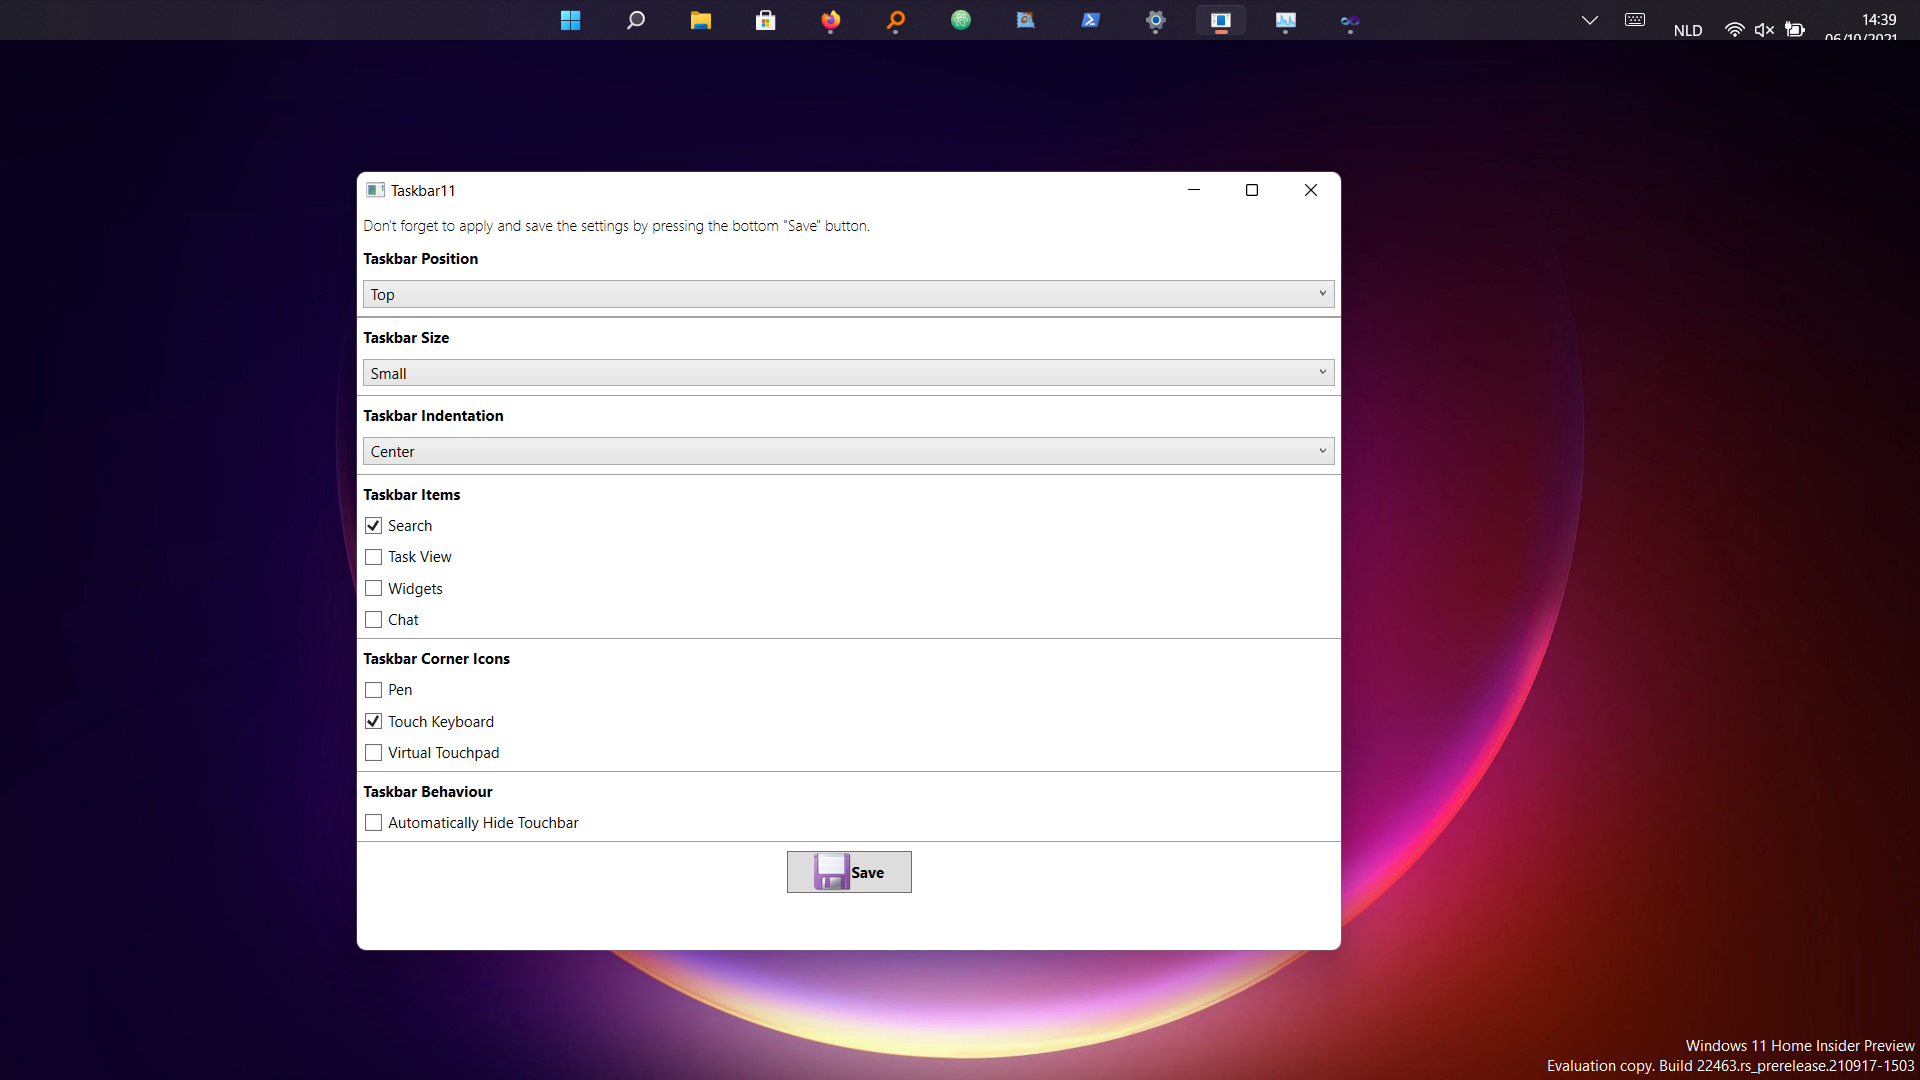 NLD
14:39
06/10/2021
Taskbar11
Don't forget to apply and save the settings by pressing the bottom "Save" button.
Taskbar Position
Top
Taskbar Size
Small
Taskbar Indentation
Center
Taskbar Items
Search
Task View
Widgets
Chat
Taskbar Corner Icons
Pen
Touch Keyboard
Virtual Touchpad
Taskbar Behaviour
Automatically Hide Touchbar
Save
Windows 11 Home Insider Preview
Evaluation copy. Build 22463.rs_prerelease.210917-1503